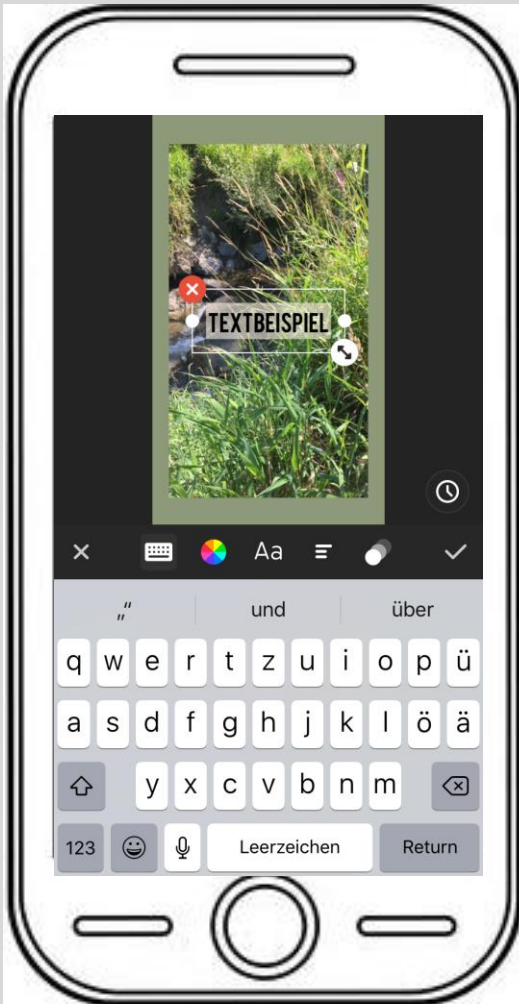 TEXTBEISPIEL
Aa
„“ und über
q w e r t z u i o p ü
a s d f g h j k l ö ä
y x c v b n m
123 Leerzeichen Return